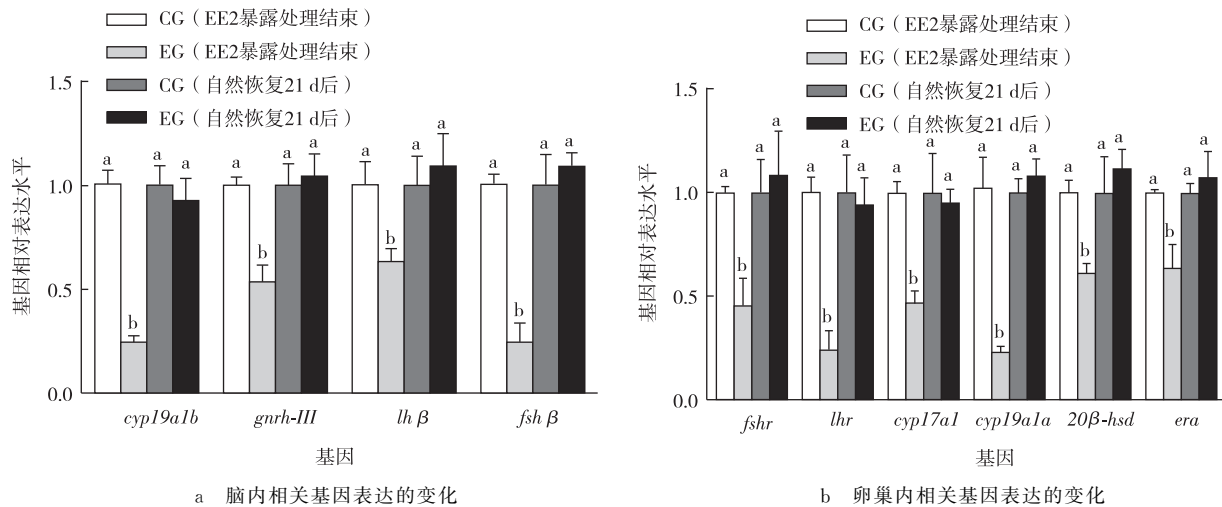 CG（EE2暴露处理结束）
EG（EE2暴露处理结束）
CG（自然恢复21 d后）
EG（自然恢复21 d后）
基因相对表达水平
1.5
1.0
0.5
0.0
a b a a
a b a a
a b a a
a b a a
cyp19a1b gnrh-III lh β fsh β
基因
a 脑内相关基因表达的变化
CG（EE2暴露处理结束）
EG（EE2暴露处理结束）
CG（自然恢复21 d后）
EG（自然恢复21 d后）
基因相对表达水平
1.5
1.0
0.5
0.0
a b a a
a b a a
a b a a
a b a a
a b a a
a b a a
fshr lhr cyp17a1 cyp19a1a 20β-hsd era
基因
b 卵巢内相关基因表达的变化